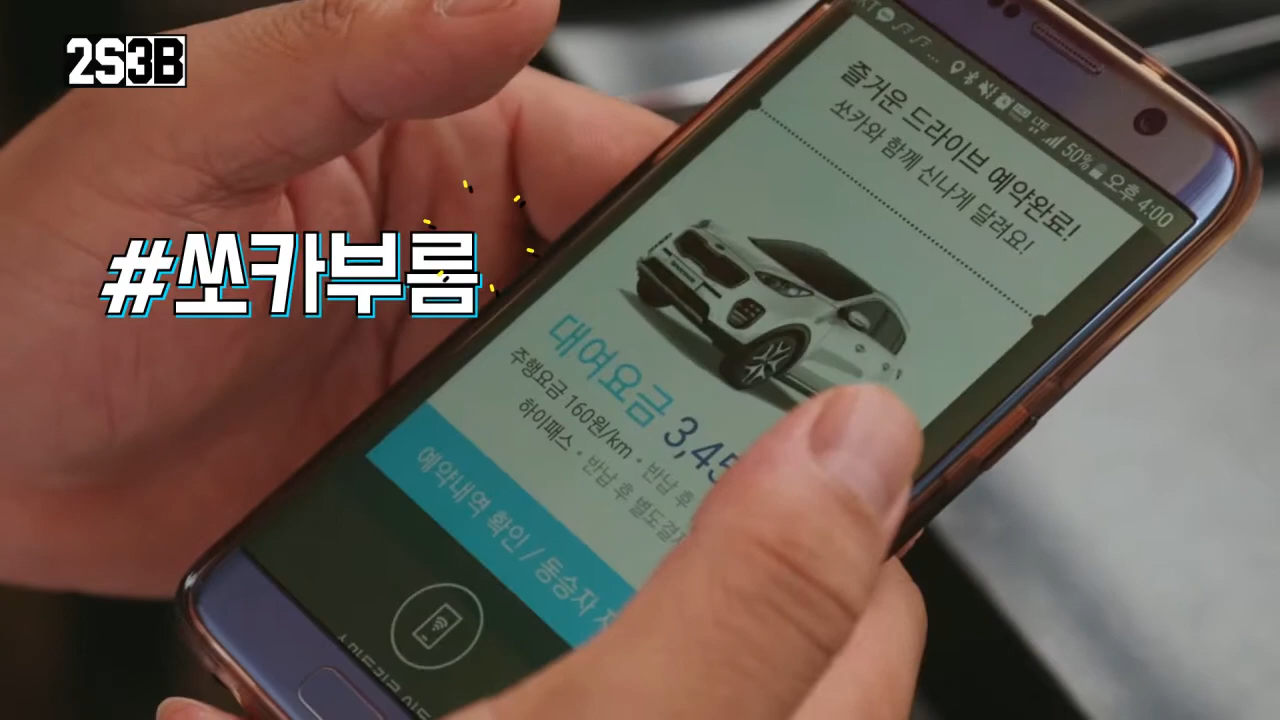 2S3B
#쏘카부름
LTE 50% 오후 4:00
즐거운 드라이브 예약완료!
쏘카와 함께 신나게 달려요!
대여요금 3,45
주행요금 160원/km • 반납 후
하이패스 • 반납 후 별도결제
예약내역 확인 / 동승자